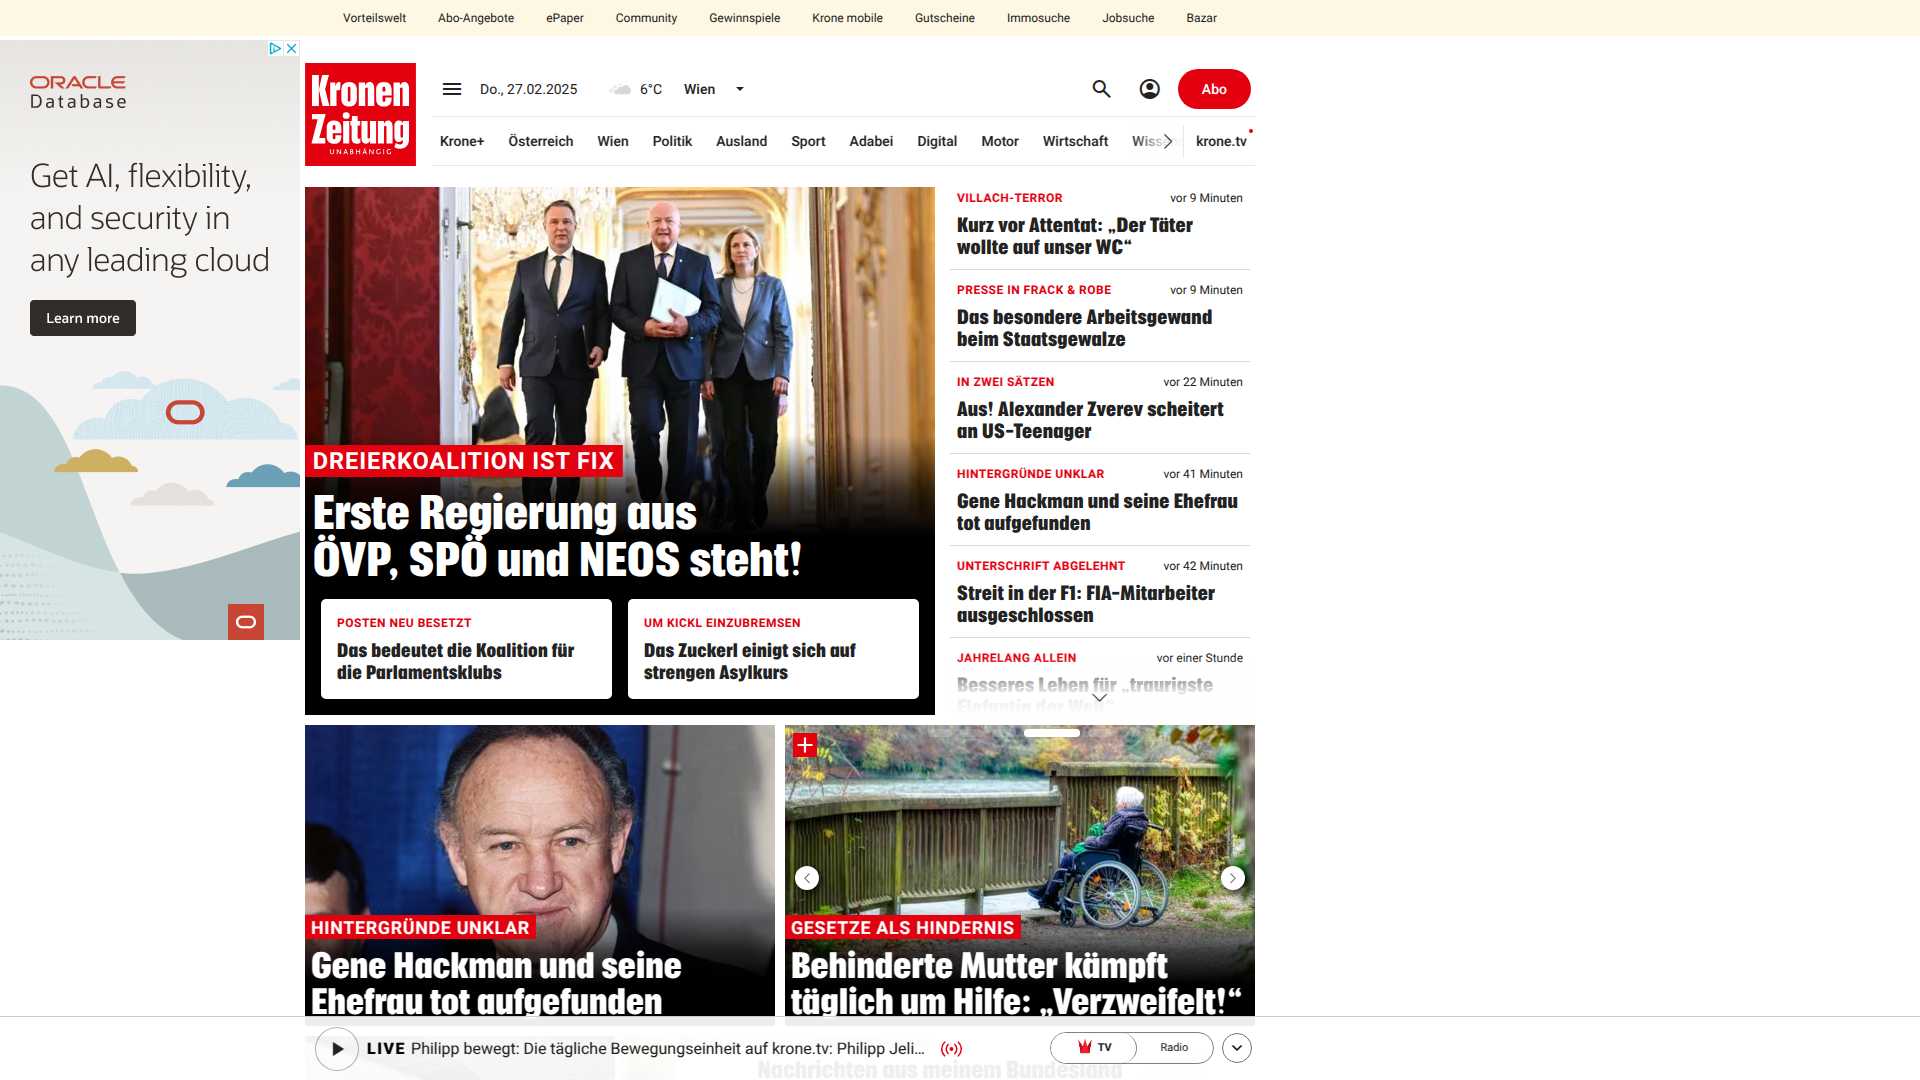 Vorteilswelt
Abo-Angebote
ePaper
Community
Gewinnspiele
Krone mobile
Gutscheine
Immosuche
Jobsuche
Bazar
ORACLE
Database
Get AI, flexibility,
and security in
any leading cloud
Learn more
Kronen
Zeitung
UNABHÄNGIG
Do., 27.02.2025
6°C
Wien
Abo
Krone+
Österreich
Wien
Politik
Ausland
Sport
Adabei
Digital
Motor
Wirtschaft
krone.tv
DREIERKOALITION IST FIX
Erste Regierung aus
ÖVP, SPÖ und NEOS steht!
POSTEN NEU BESETZT
Das bedeutet die Koalition für
die Parlamentsklubs
UM KICKL EINZUBREMSEN
Das Zuckerl einigt sich auf
strengen Asylkurs
VILLACH-TERROR
vor 9 Minuten
Kurz vor Attentat: „Der Täter
wollte auf unser WC“
PRESSE IN FRACK & ROBE
vor 9 Minuten
Das besondere Arbeitsgewand
beim Staatsgewalze
IN ZWEI SÄTZEN
vor 22 Minuten
Aus! Alexander Zverev scheitert
an US-Teenager
HINTERGRÜNDE UNKLAR
vor 41 Minuten
Gene Hackman und seine Ehefrau
tot aufgefunden
UNTERSCHRIFT ABGELEHNT
vor 42 Minuten
Streit in der F1: FIA-Mitarbeiter
ausgeschlossen
JAHRELANG ALLEIN
vor einer Stunde
Besseres Leben für „traurigste
Elefantin der Welt“
HINTERGRÜNDE UNKLAR
Gene Hackman und seine
Ehefrau tot aufgefunden
GESETZE ALS HINDERNIS
Behinderte Mutter kämpft
täglich um Hilfe: „Verzweifelt!“
LIVE Philipp bewegt: Die tägliche Bewegungseinheit auf krone.tv: Philipp Jeli...
TV
Radio
Nachrichten aus meinem Bundesland